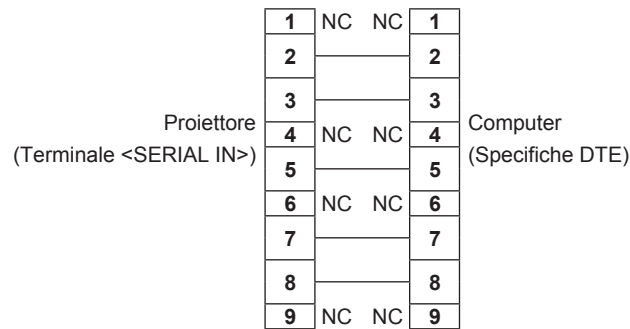 1 NC NC 1
2 2
3 3
Proiettore
(Terminale <SERIAL IN>)
4 NC NC 4
Computer
(Specifiche DTE)
5 5
6 NC NC 6
7 7
8 8
9 NC NC 9